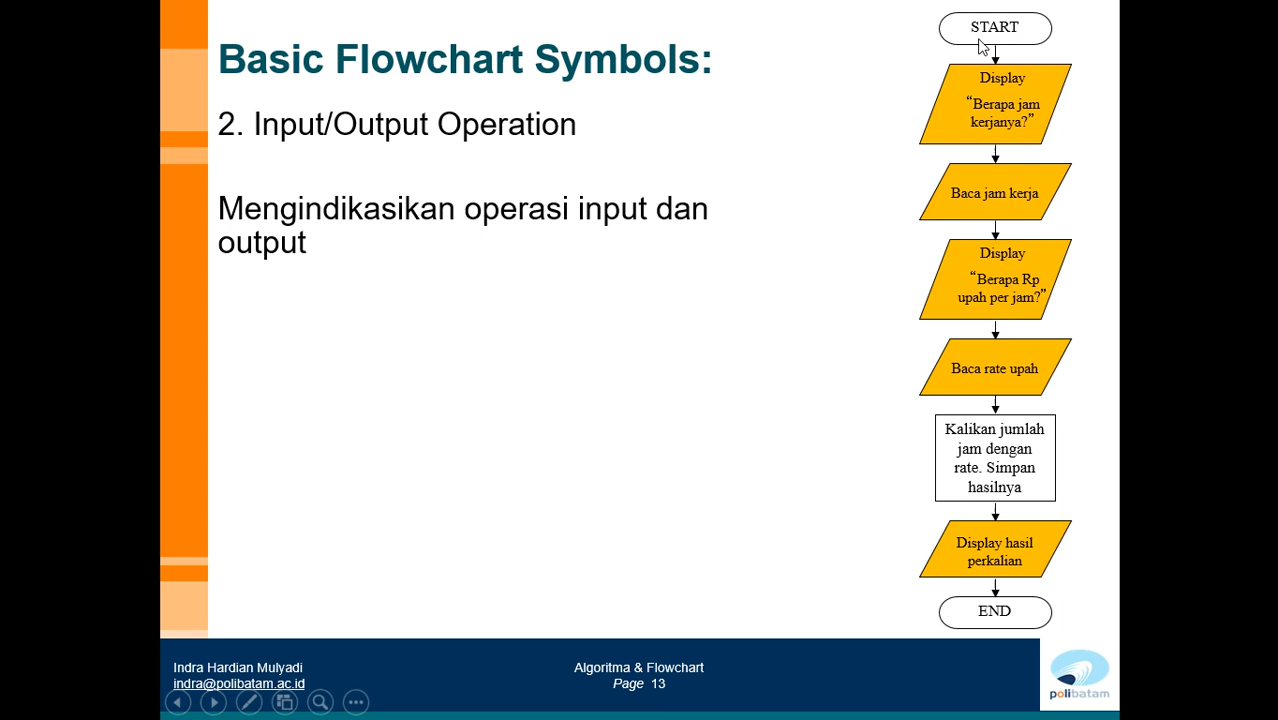 Basic Flowchart Symbols:
2. Input/Output Operation
Mengindikasikan operasi input dan
output
START
Display
“Berapa jam
kerjanya?”
Baca jam kerja
Display
“Berapa Rp
upah per jam?”
Baca rate upah
Kalikan jumlah
jam dengan
rate. Simpan
hasilnya
Display hasil
perkalian
END
Indra Hardian Mulyadi
indra@polibatam.ac.id
Algoritma & Flowchart
Page 13
polibatam